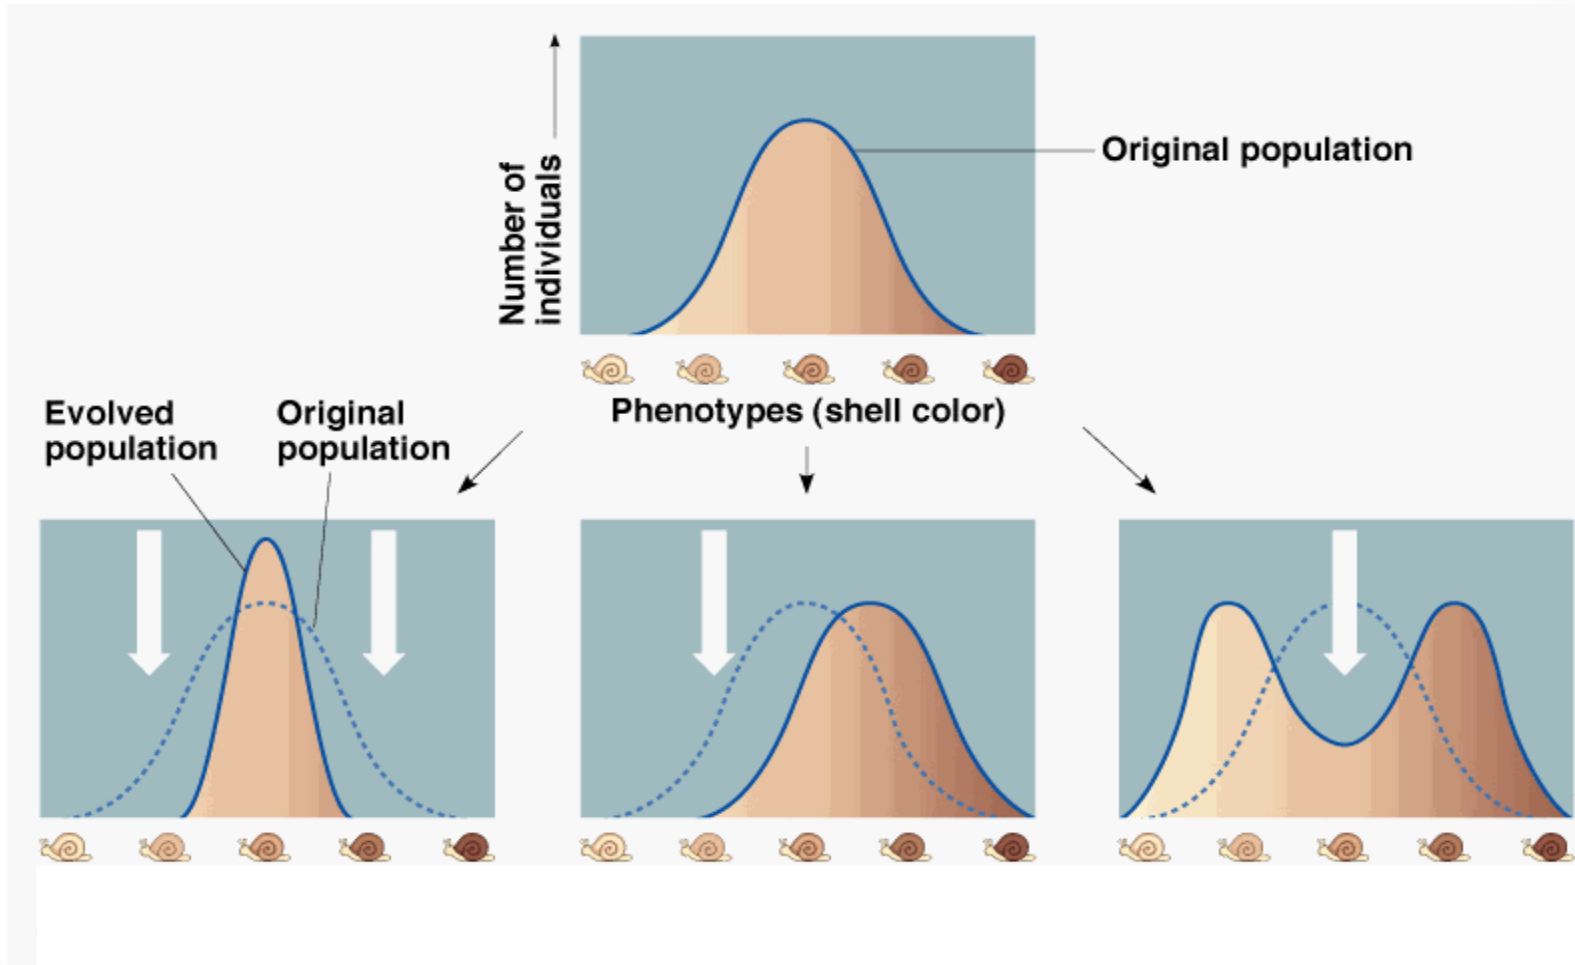 Number of
individuals
Original population
Phenotypes (shell color)
Evolved
population
Original
population